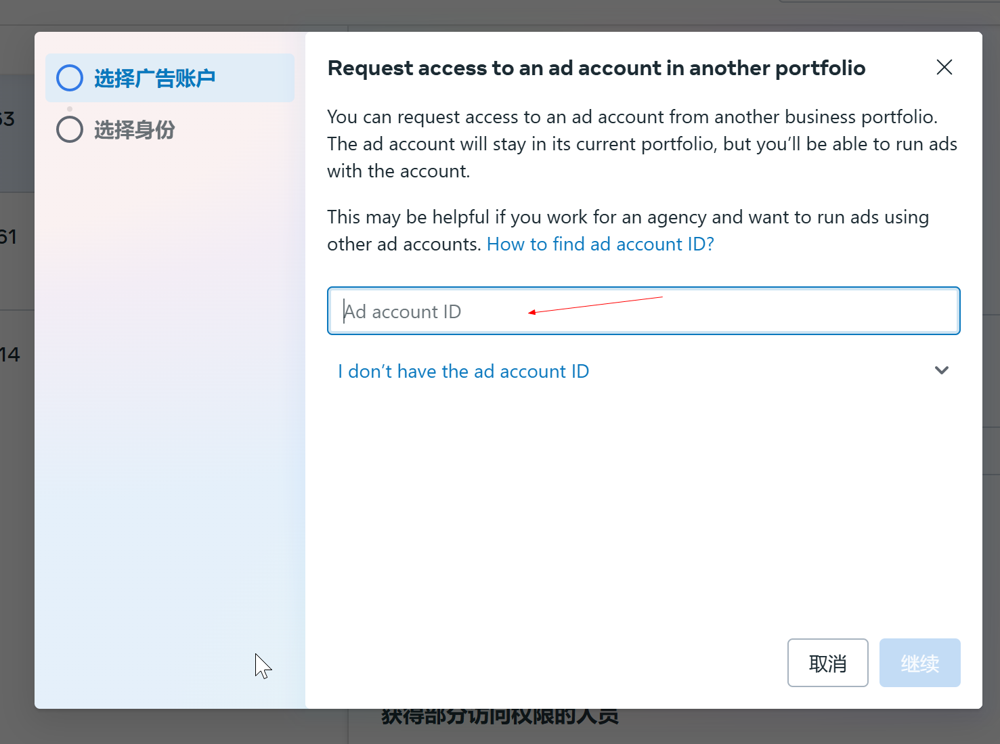 选择广告账户
选择身份
Request access to an ad account in another portfolio
You can request access to an ad account from another business portfolio.
The ad account will stay in its current portfolio, but you’ll be able to run ads
with the account.
This may be helpful if you work for an agency and want to run ads using
other ad accounts. How to find ad account ID?
Ad account ID
I don’t have the ad account ID
取消
继续
63
61
14
获得部分访问权限的人员